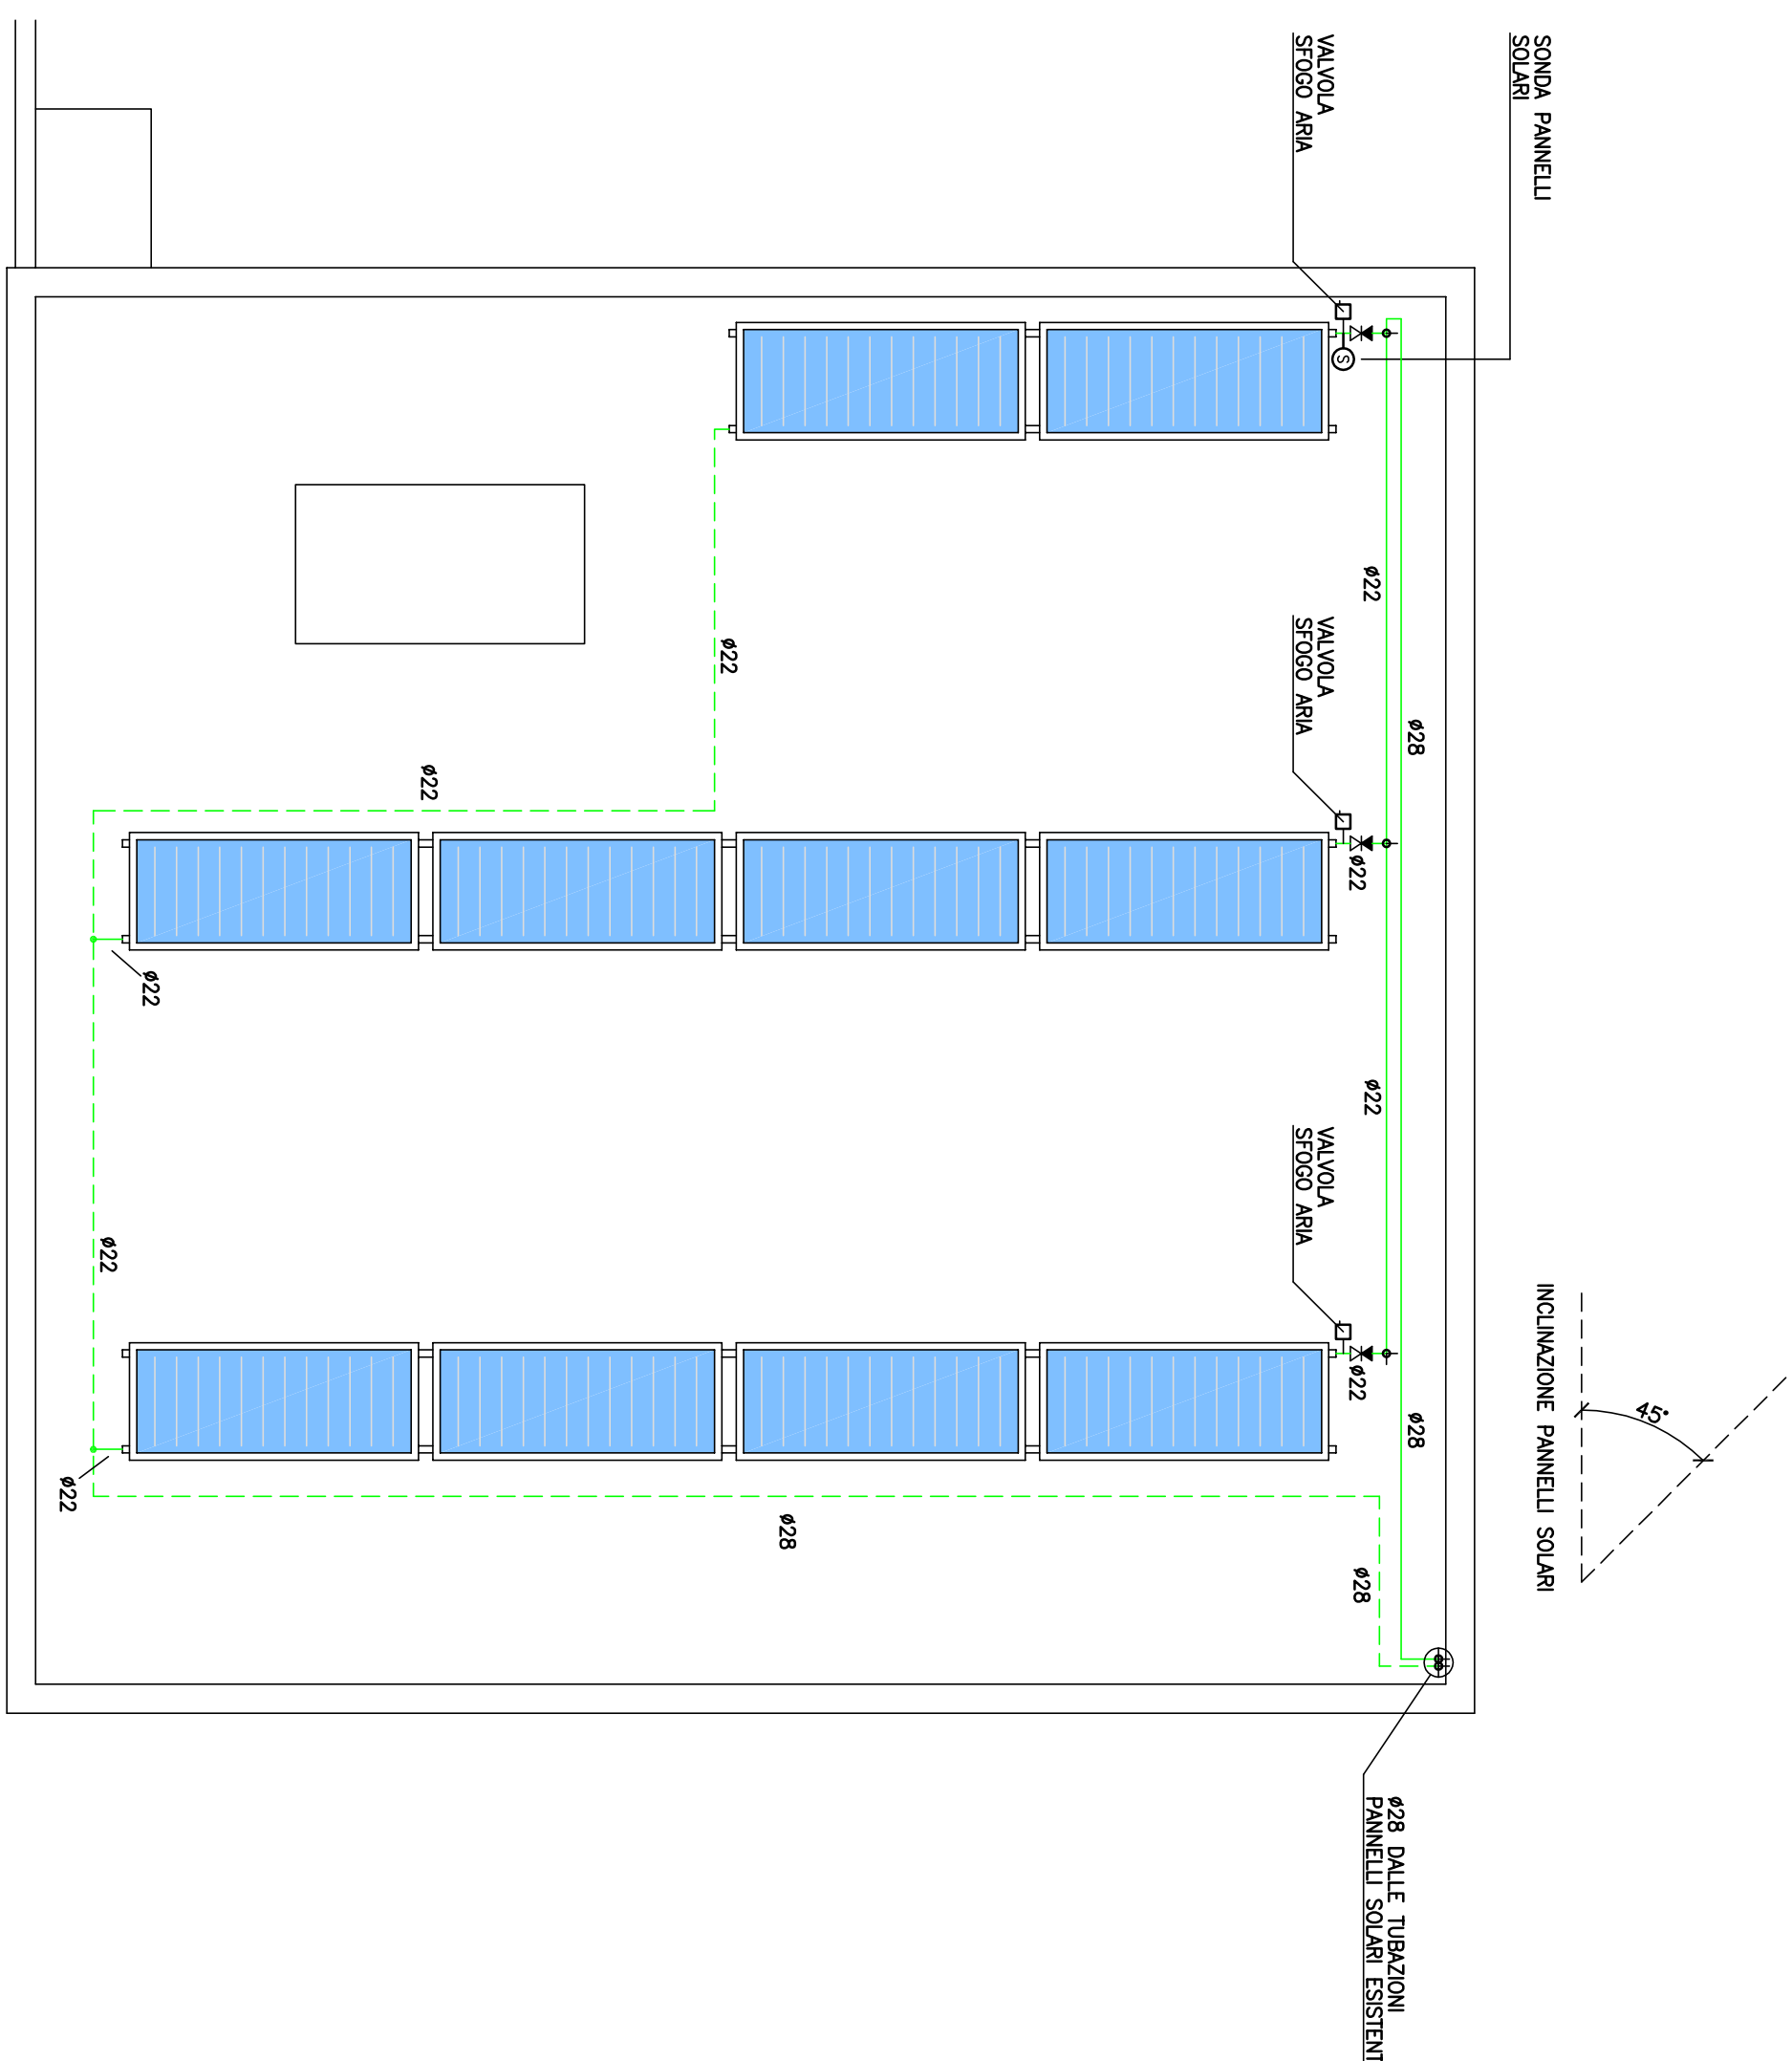 SONDA PANNELLI
SOLARI
VALVOLA
SFOGO ARIA
Ø22
Ø28
VALVOLA
SFOGO ARIA
Ø22
Ø22
VALVOLA
SFOGO ARIA
Ø22
Ø28
S
Ø22
Ø22
Ø22
Ø22
Ø22
Ø28
Ø28
INCLINAZIONE PANNELLI SOLARI
45°
Ø28 DALLE TUBAZIONI
PANNELLI SOLARI ESISTENT